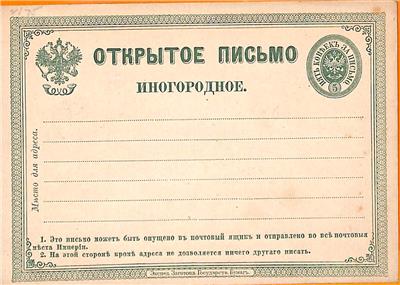 ОТКРЫТОЕ ПИСЬМО
ИНОГОРОДНОЕ.
ПЯТЬ КОПѢЕКЪ ЗА ПИСЬМО
5
Мѣсто для адреса.
1. Это письмо можетъ быть опущено въ почтовый ящикъ и отправлено во всѣ почтовыя
мѣста Имперіи.
2. На этой сторонѣ кромѣ адреса не дозволяется ничего другаго писать.
Экспед. Заготовл. Государств. Бумагъ.